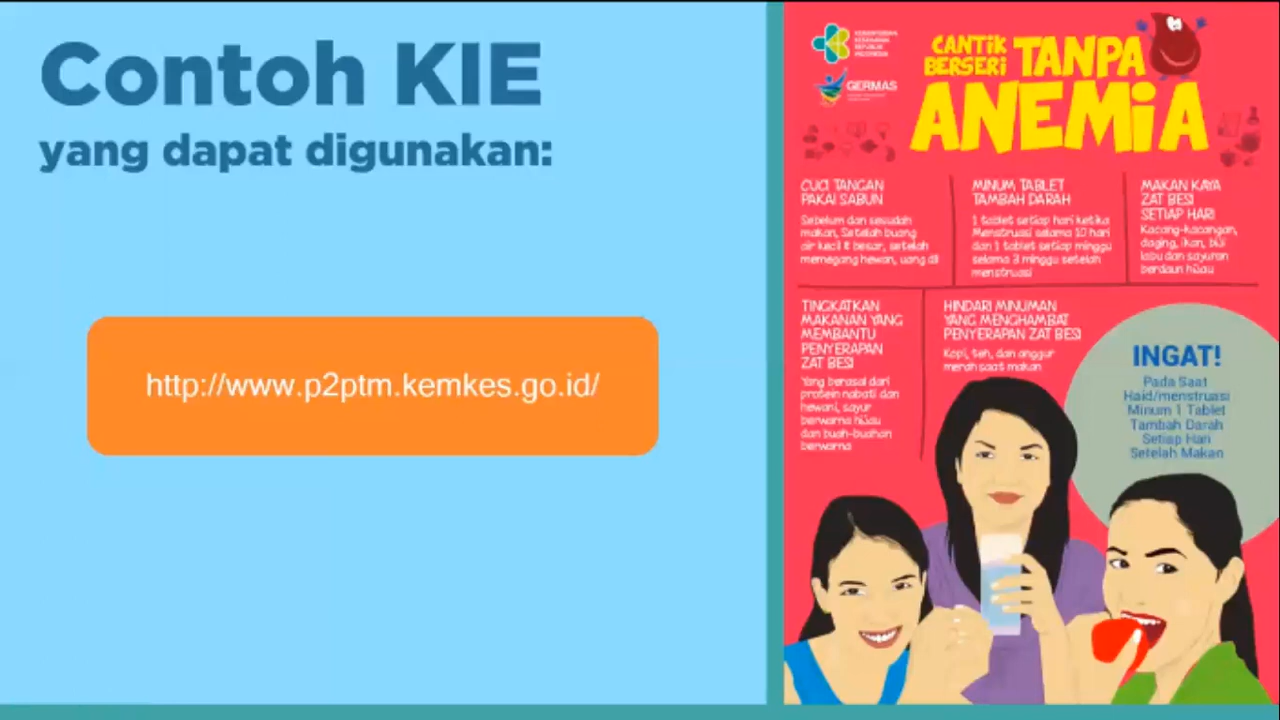 Contoh KIE
yang dapat digunakan:
http://www.p2ptm.kemkes.go.id/
KEMENTERIAN
KESEHATAN
REPUBLIK
INDONESIA
GERMAS
CANTIK
BERSERI TANPA
ANEMiA
CUCI TANGAN
PAKAI SABUN
Sebelum dan sesudah
makan, Setelah buang
air kecil & besar, setelah
memegang hewan, uang dll
MINUM TABLET
TAMBAH DARAH
1 tablet setiap hari ketika
Menstruasi selama 10 hari
dan 1 tablet setiap minggu
selama 3 minggu setelah
menstruasi
MAKAN KAYA
ZAT BESI
SETIAP HARI
Kacang-kacangan,
daging, ikan, biji
labu dan sayuran
berdaun hijau
TINGKATKAN
MAKANAN YANG
MEMBANTU
PENYERAPAN
ZAT BESI
Yang berasal dari
protein nabati dan
hewani, sayur
berwarna hijau
dan buah-buahan
berwarna
HINDARI MINUMAN
YANG MENGHAMBAT
PENYERAPAN ZAT BESI
Kopi, teh, dan anggur
merah saat makan
INGAT!
Pada Saat
Haid/menstruasi
Minum 1 Tablet
Tambah Darah
Setiap Hari
Setelah Makan